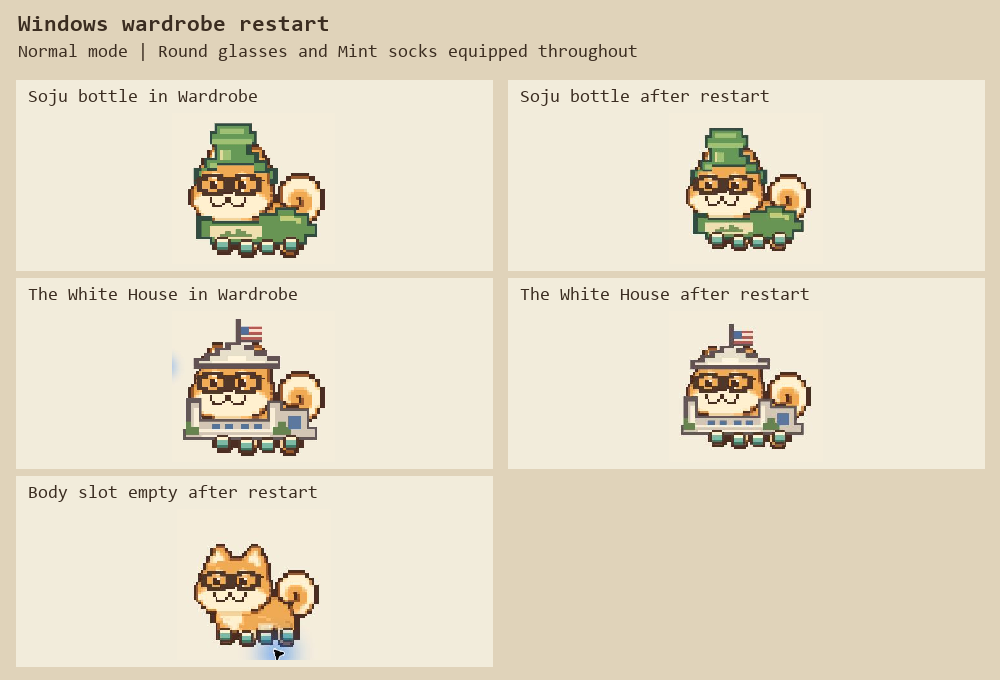 Windows wardrobe restart
Normal mode | Round glasses and Mint socks equipped throughout
Soju bottle in Wardrobe
Soju bottle after restart
The White House in Wardrobe
The White House after restart
Body slot empty after restart